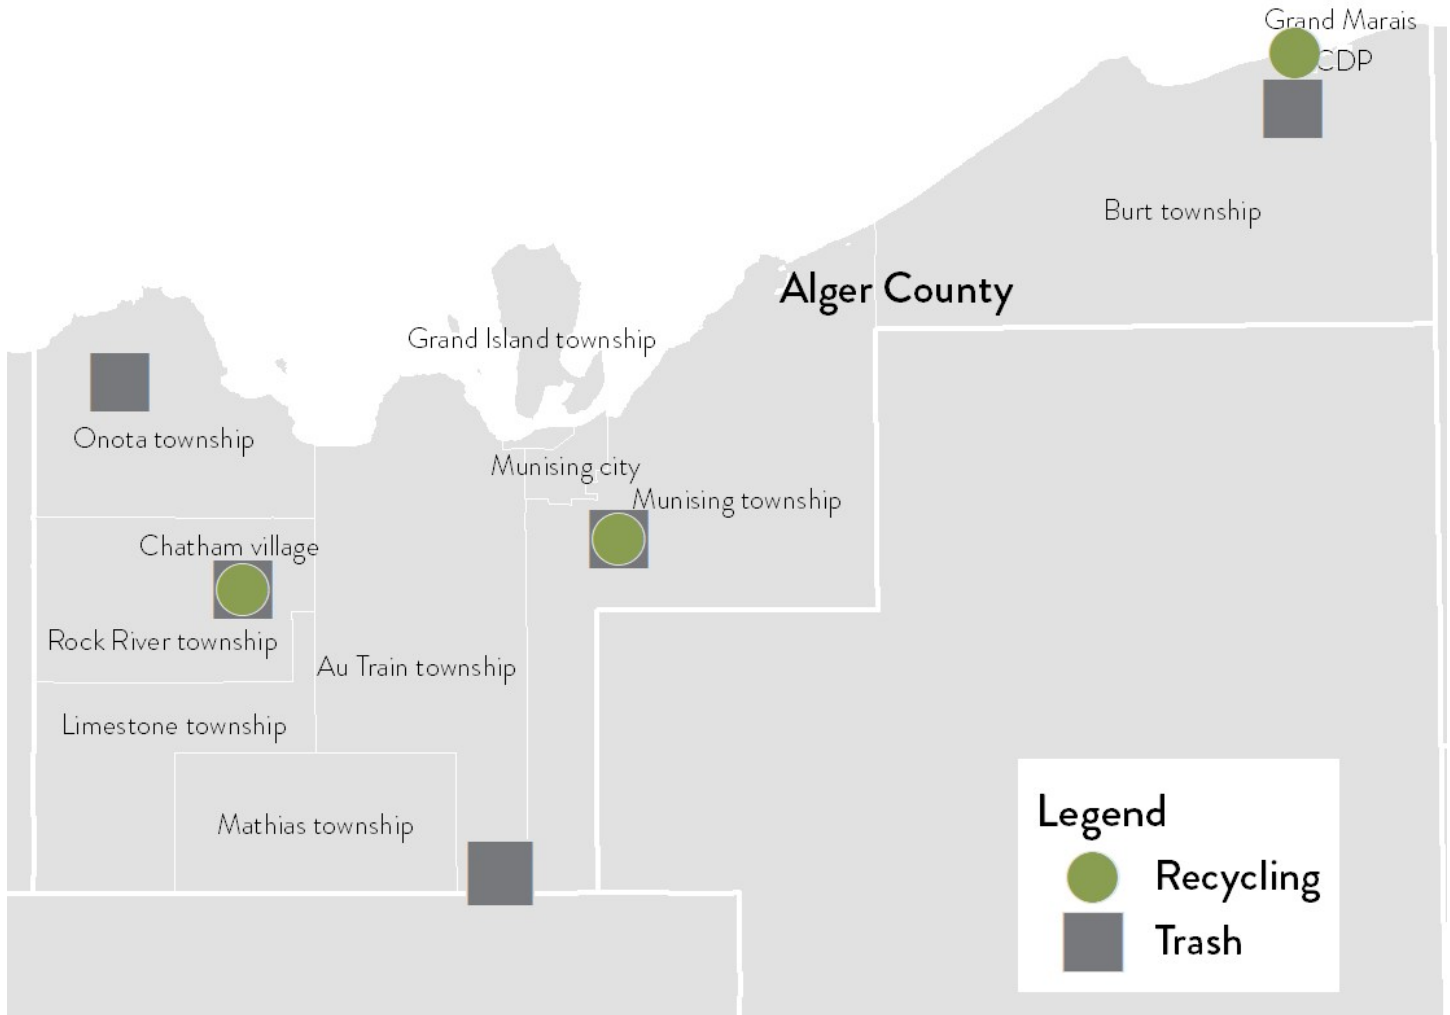 Grand Marais
CDP
Burt township
Alger County
Grand Island township
Onota township
Munising city
Munising township
Chatham village
Rock River township
Au Train township
Limestone township
Mathias township
Legend
Recycling
Trash